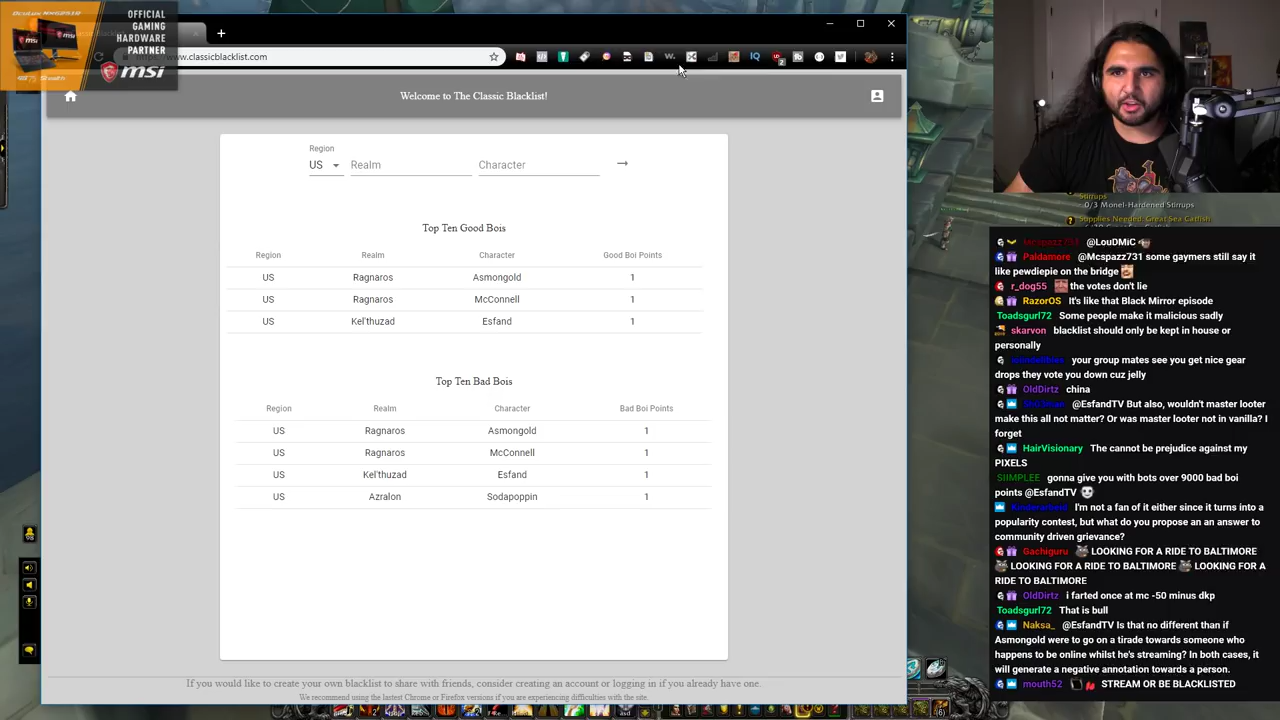 OFFICIAL
GAMING
HARDWARE
PARTNER
msi
www.classicblacklist.com
Welcome to The Classic Blacklist!
Region
US Realm Character →
Top Ten Good Bois
Region Realm Character Good Boi Points
US Ragnaros Asmongold 1
US Ragnaros McConnell 1
US Kel'thuzad Esfand 1
Top Ten Bad Bois
Region Realm Character Bad Boi Points
US Ragnaros Asmongold 1
US Ragnaros McConnell 1
US Kel'thuzad Esfand 1
US Azralon Sodapoppin 1
If you would like to create your own blacklist to share with friends, consider creating an account or logging in if you already have one.
We recommend using the lastest Chrome or Firefox versions if you are experiencing difficulties with the site.
Stirrups
- 0/3 Monel-Hardened Stirrups
Supplies Needed: Great Sea Catfish
Mcspazz731 @LouDMiC
Paldamore @Mcspazz731 some gaymers still say it
like pewdiepie on the bridge
r_dog55 the votes don't lie
RazorOS It's like that Black Mirror episode
Toadsgurl72 Some people make it malicious sadly
skarvon blacklist should only be kept in house or
personally
your group mates see you get nice gear
drops they vote you down cuz jelly
OldDirtz china
@EsfandTV But also, wouldn't master looter
make this all not matter? Or was master looter not in vanilla? I
forget
HairVisionary The cannot be prejudice against my
PIXELS
SIIMPLEE gonna give you with bots over 9000 bad boi
points @EsfandTV
I'm not a fan of it either since it turns into a
popularity contest, but what do you propose an an answer to
community driven grievance?
Gachiguru LOOKING FOR A RIDE TO BALTIMORE
LOOKING FOR A RIDE TO BALTIMORE LOOKING FOR A
RIDE TO BALTIMORE
OldDirtz i farted once at mc -50 minus dkp
Toadsgurl72 That is bull
Naksa_ @EsfandTV Is that no different than if
Asmongold were to go on a tirade towards someone who
happens to be online whilst he's streaming? In both cases, it
will generate a negative annotation towards a person.
mouth52 STREAM OR BE BLACKLISTED